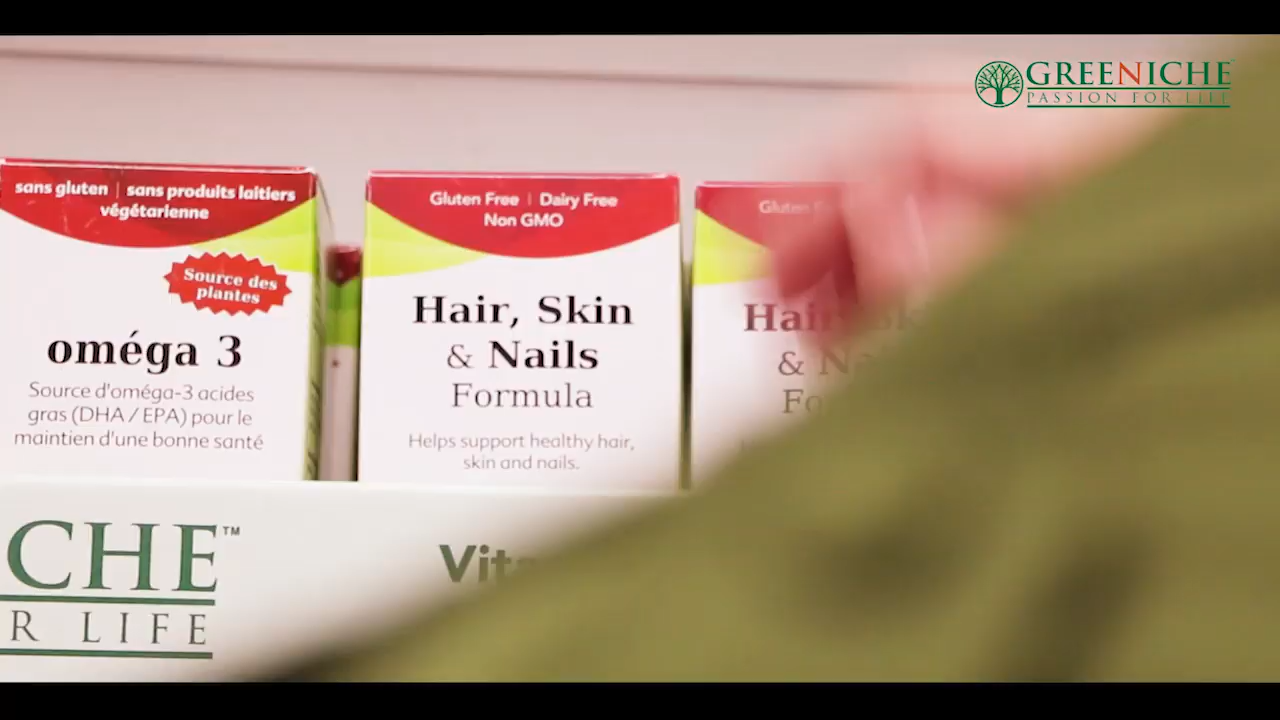 GREENICHE
PASSION FOR LIFE
sans gluten | sans produits laitiers
végétarienne
Source des
plantes
oméga 3
Source d'oméga-3 acides
gras (DHA / EPA) pour le
maintien d'une bonne santé
Gluten Free | Dairy Free
Non GMO
Hair, Skin
& Nails
Formula
Helps support healthy hair,
skin and nails.
Gluten
Hair,
&
CHE™
R LIFE